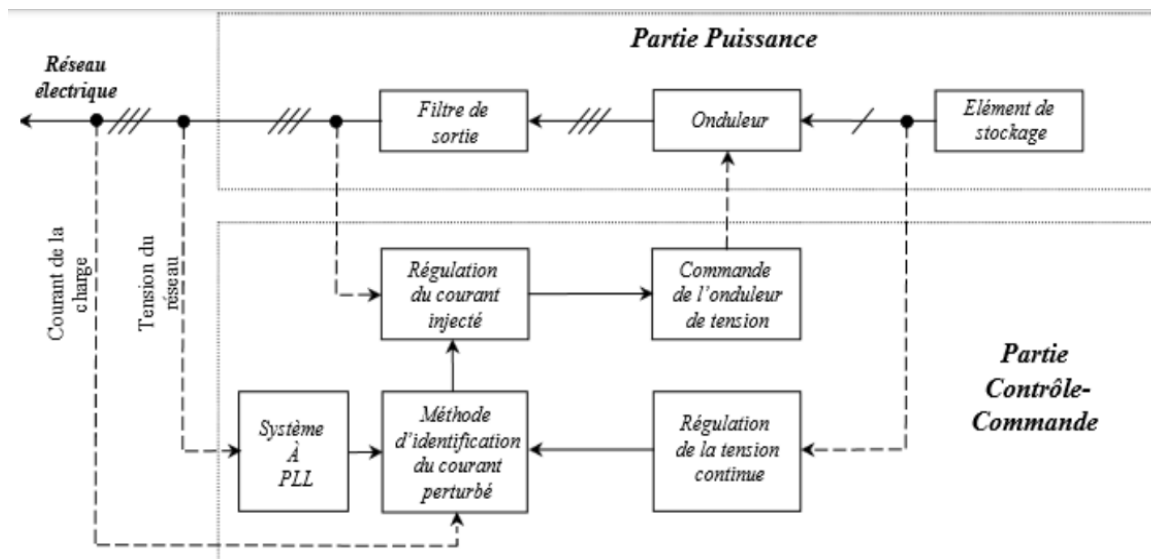 Partie Puissance
Réseau
électrique
Filtre de
sortie
Onduleur
Elément de
stockage
Courant de la
charge
Tension du
réseau
Régulation
du courant
injecté
Commande
de l'onduleur
de tension
Partie
Contrôle-
Commande
Système
À
PLL
Méthode
d'identification
du courant
perturbé
Régulation
de la tension
continue